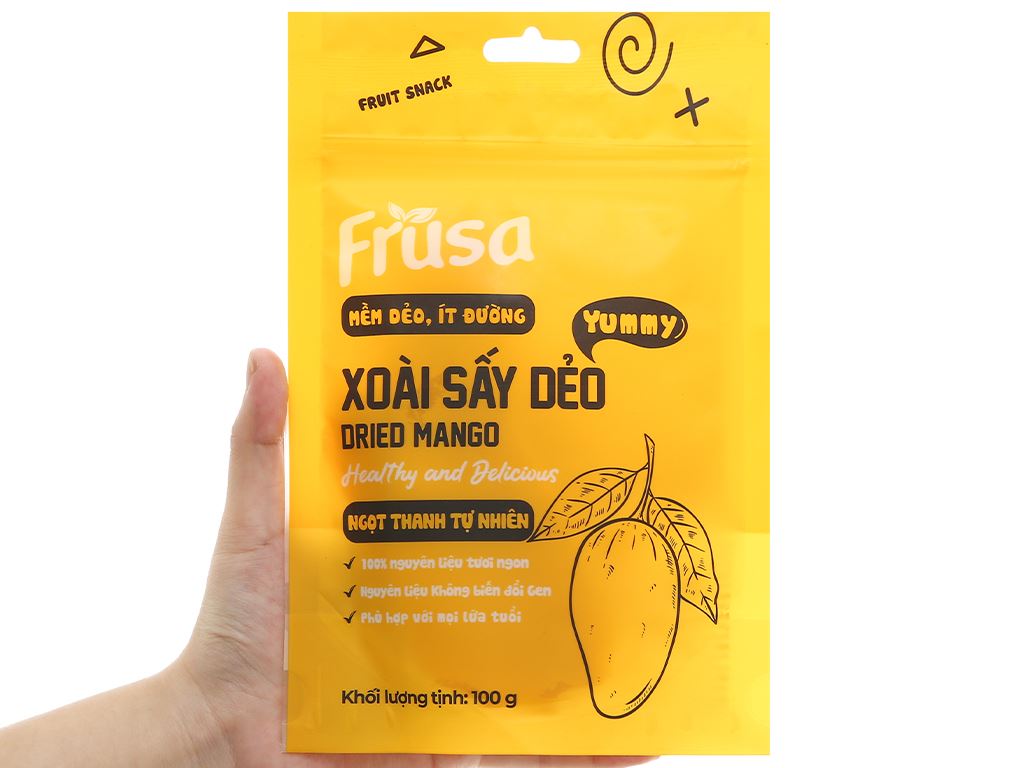 FRUIT SNACK
Frusa
MỀM DẺO, ÍT ĐƯỜNG
Yummy
XOÀI SẤY DẺO
DRIED MANGO
Healthy and Delicious
NGỌT THANH TỰ NHIÊN
100% nguyên liệu tươi ngon
Nguyên liệu Không biến đổi Gen
Phù hợp với mọi lứa tuổi
Khối lượng tịnh: 100 g